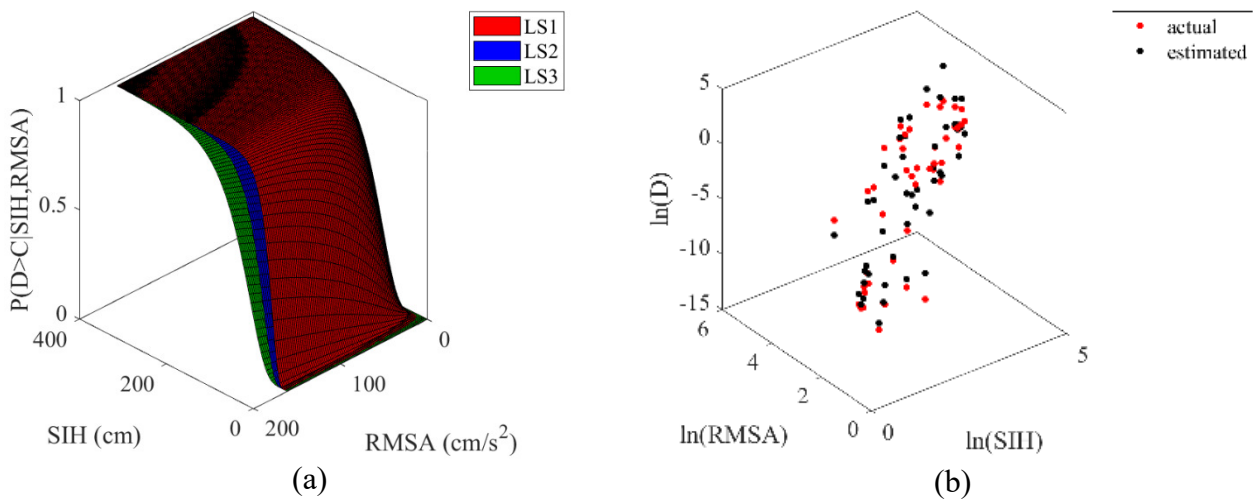 LS1
LS2
LS3
P(D>C|SIH,RMSA)
1
0.5
0
400
200
0
SIH (cm)
200
100
0
RMSA (cm/s²)
(a)
actual
estimated
ln(D)
5
0
-5
-10
-15
6
4
2
0
ln(RMSA)
0
5
ln(SIH)
(b)